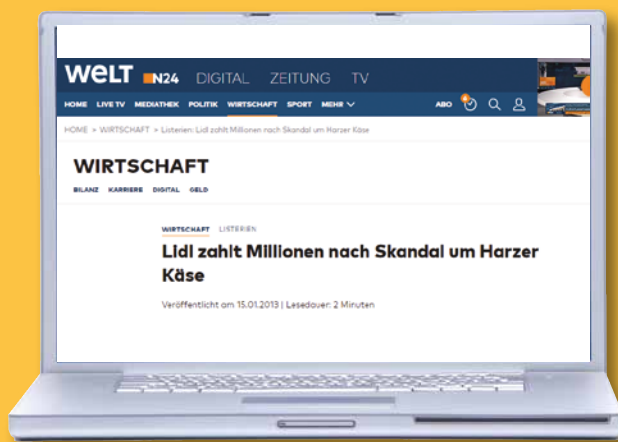 WELT N24 DIGITAL ZEITUNG TV
HOME LIVE TV MEDIATHEK POLITIK WIRTSCHAFT SPORT MEHR ABO
HOME > WIRTSCHAFT > Listerien: Lidl zahlt Millionen nach Skandal um Harzer Käse
WIRTSCHAFT
BILANZ KARRIERE DIGITAL GELD
WIRTSCHAFT LISTERIEN
Lidl zahlt Millionen nach Skandal um Harzer
Käse
Veröffentlicht am 15.01.2013 | Lesedauer: 2 Minuten